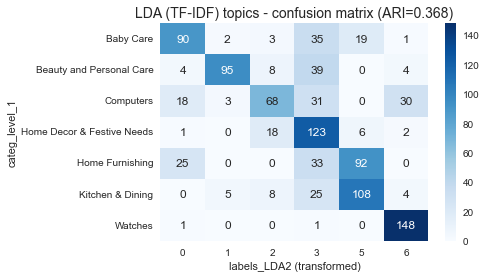 LDA (TF-IDF) topics - confusion matrix (ARI=0.368)
categ_level_1
Baby Care 90 2 3 35 19 1
Beauty and Personal Care 4 95 8 39 0 4
Computers 18 3 68 31 0 30
Home Decor & Festive Needs 1 0 18 123 6 2
Home Furnishing 25 0 0 33 92 0
Kitchen & Dining 0 5 8 25 108 4
Watches 1 0 0 1 0 148
0 1 2 3 5 6
labels_LDA2 (transformed)
140
120
100
80
60
40
20
0